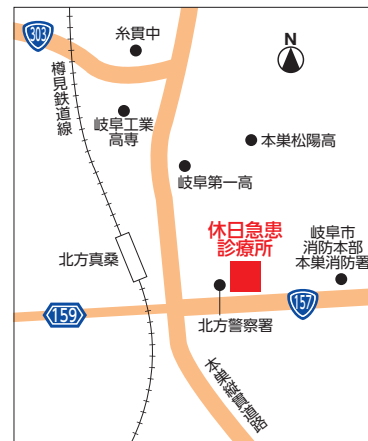 303
糸貫中
N
樽見鉄道線
岐阜工業
高専
本巣松陽高
岐阜第一高
休日急患
診療所
岐阜市
消防本部
本巣消防署
北方真桑
159
157
北方警察署
本巣縦貫道路